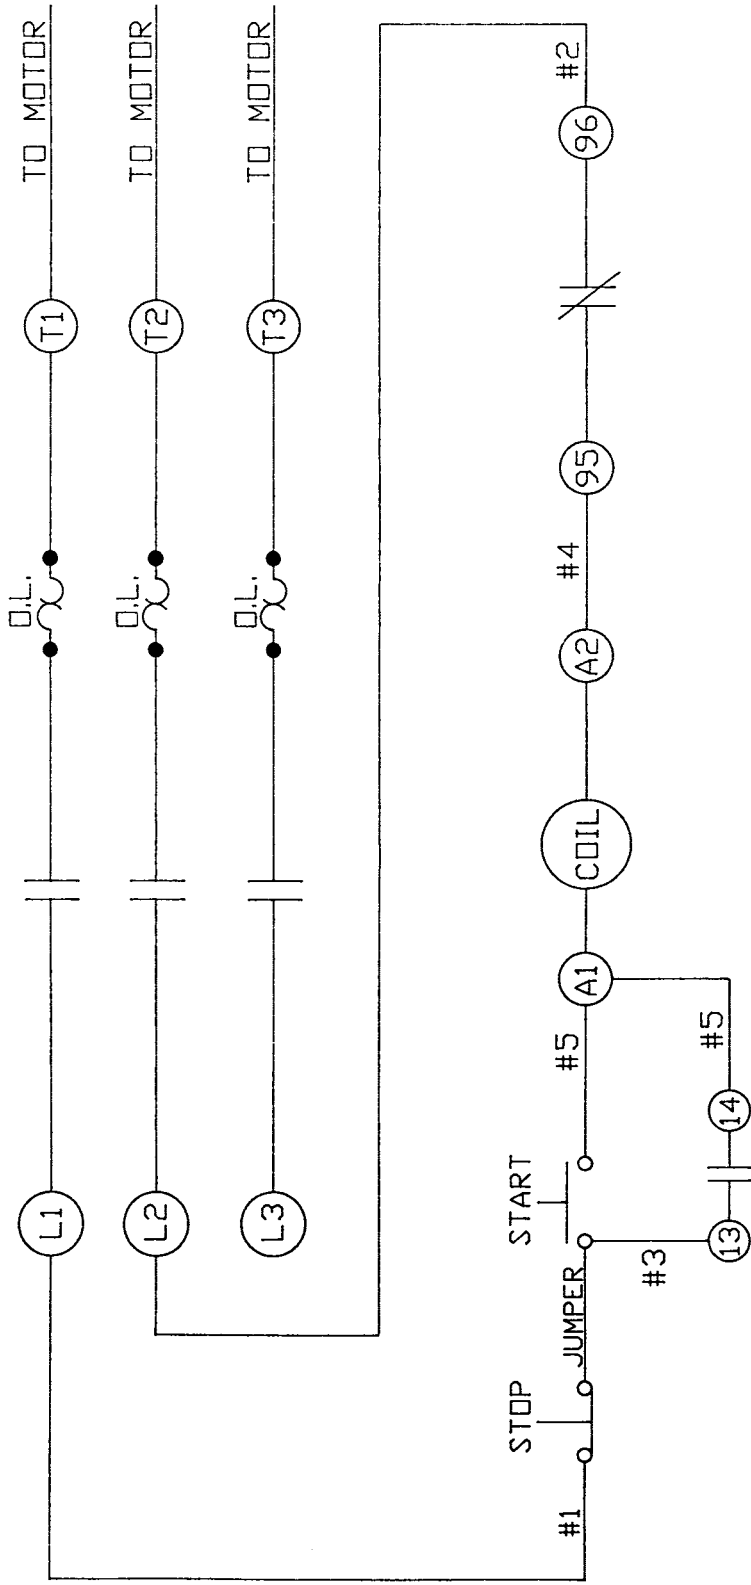 L1
O.L.
T1
TO MOTOR
L2
O.L.
T2
TO MOTOR
L3
O.L.
T3
TO MOTOR
#1
STOP
JUMPER
START
#5
A1
COIL
A2
#4
95
96
#2
#3
13
14
#5